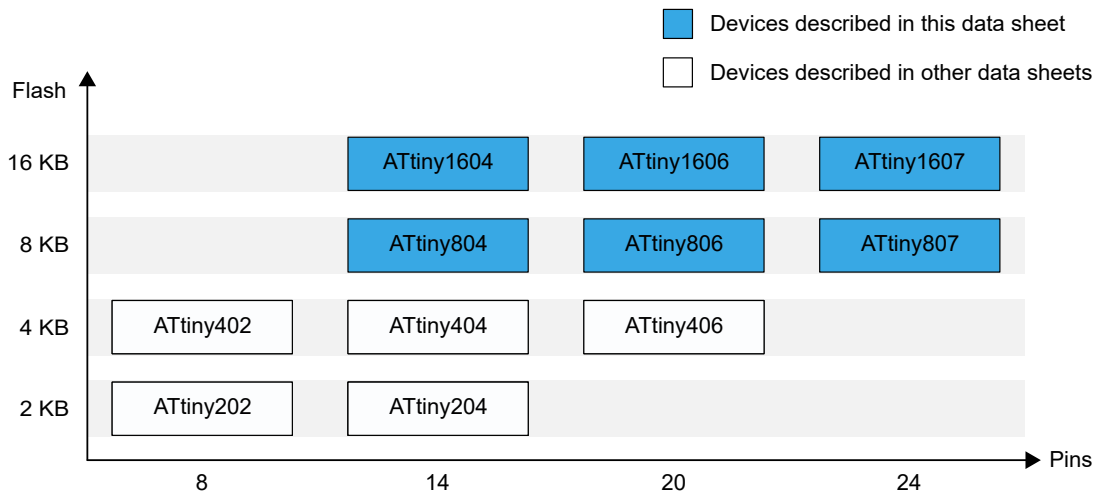 Devices described in this data sheet
Devices described in other data sheets
Flash
16 KB ATtiny1604 ATtiny1606 ATtiny1607
8 KB ATtiny804 ATtiny806 ATtiny807
4 KB ATtiny402 ATtiny404 ATtiny406
2 KB ATtiny202 ATtiny204
Pins
8 14 20 24